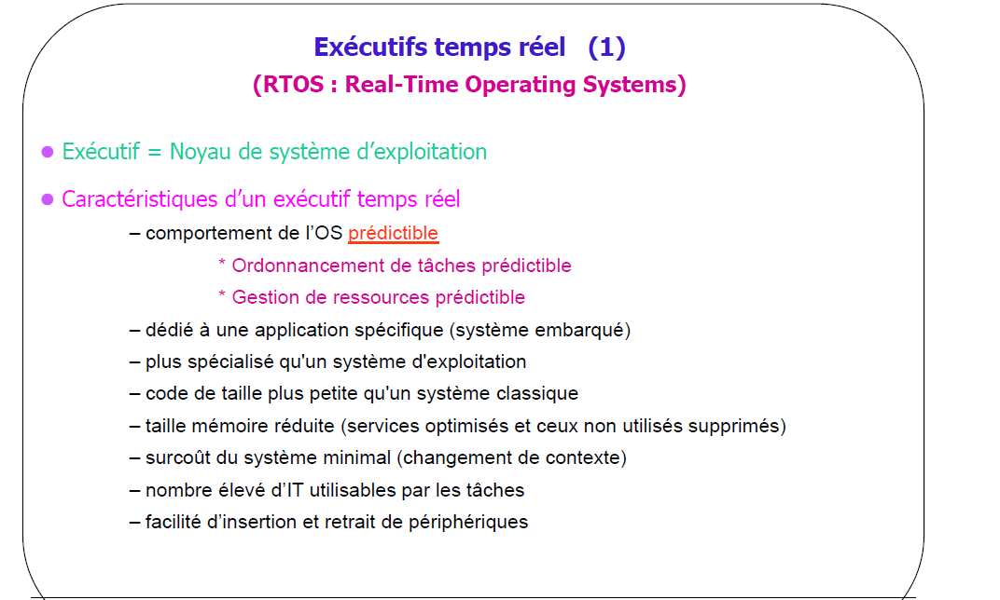 Exécutifs temps réel (1)
(RTOS : Real-Time Operating Systems)
● Exécutif = Noyau de système d’exploitation
● Caractéristiques d’un exécutif temps réel
– comportement de l’OS prédictible
* Ordonnancement de tâches prédictible
* Gestion de ressources prédictible
– dédié à une application spécifique (système embarqué)
– plus spécialisé qu'un système d'exploitation
– code de taille plus petite qu'un système classique
– taille mémoire réduite (services optimisés et ceux non utilisés supprimés)
– surcoût du système minimal (changement de contexte)
– nombre élevé d’IT utilisables par les tâches
– facilité d’insertion et retrait de périphériques